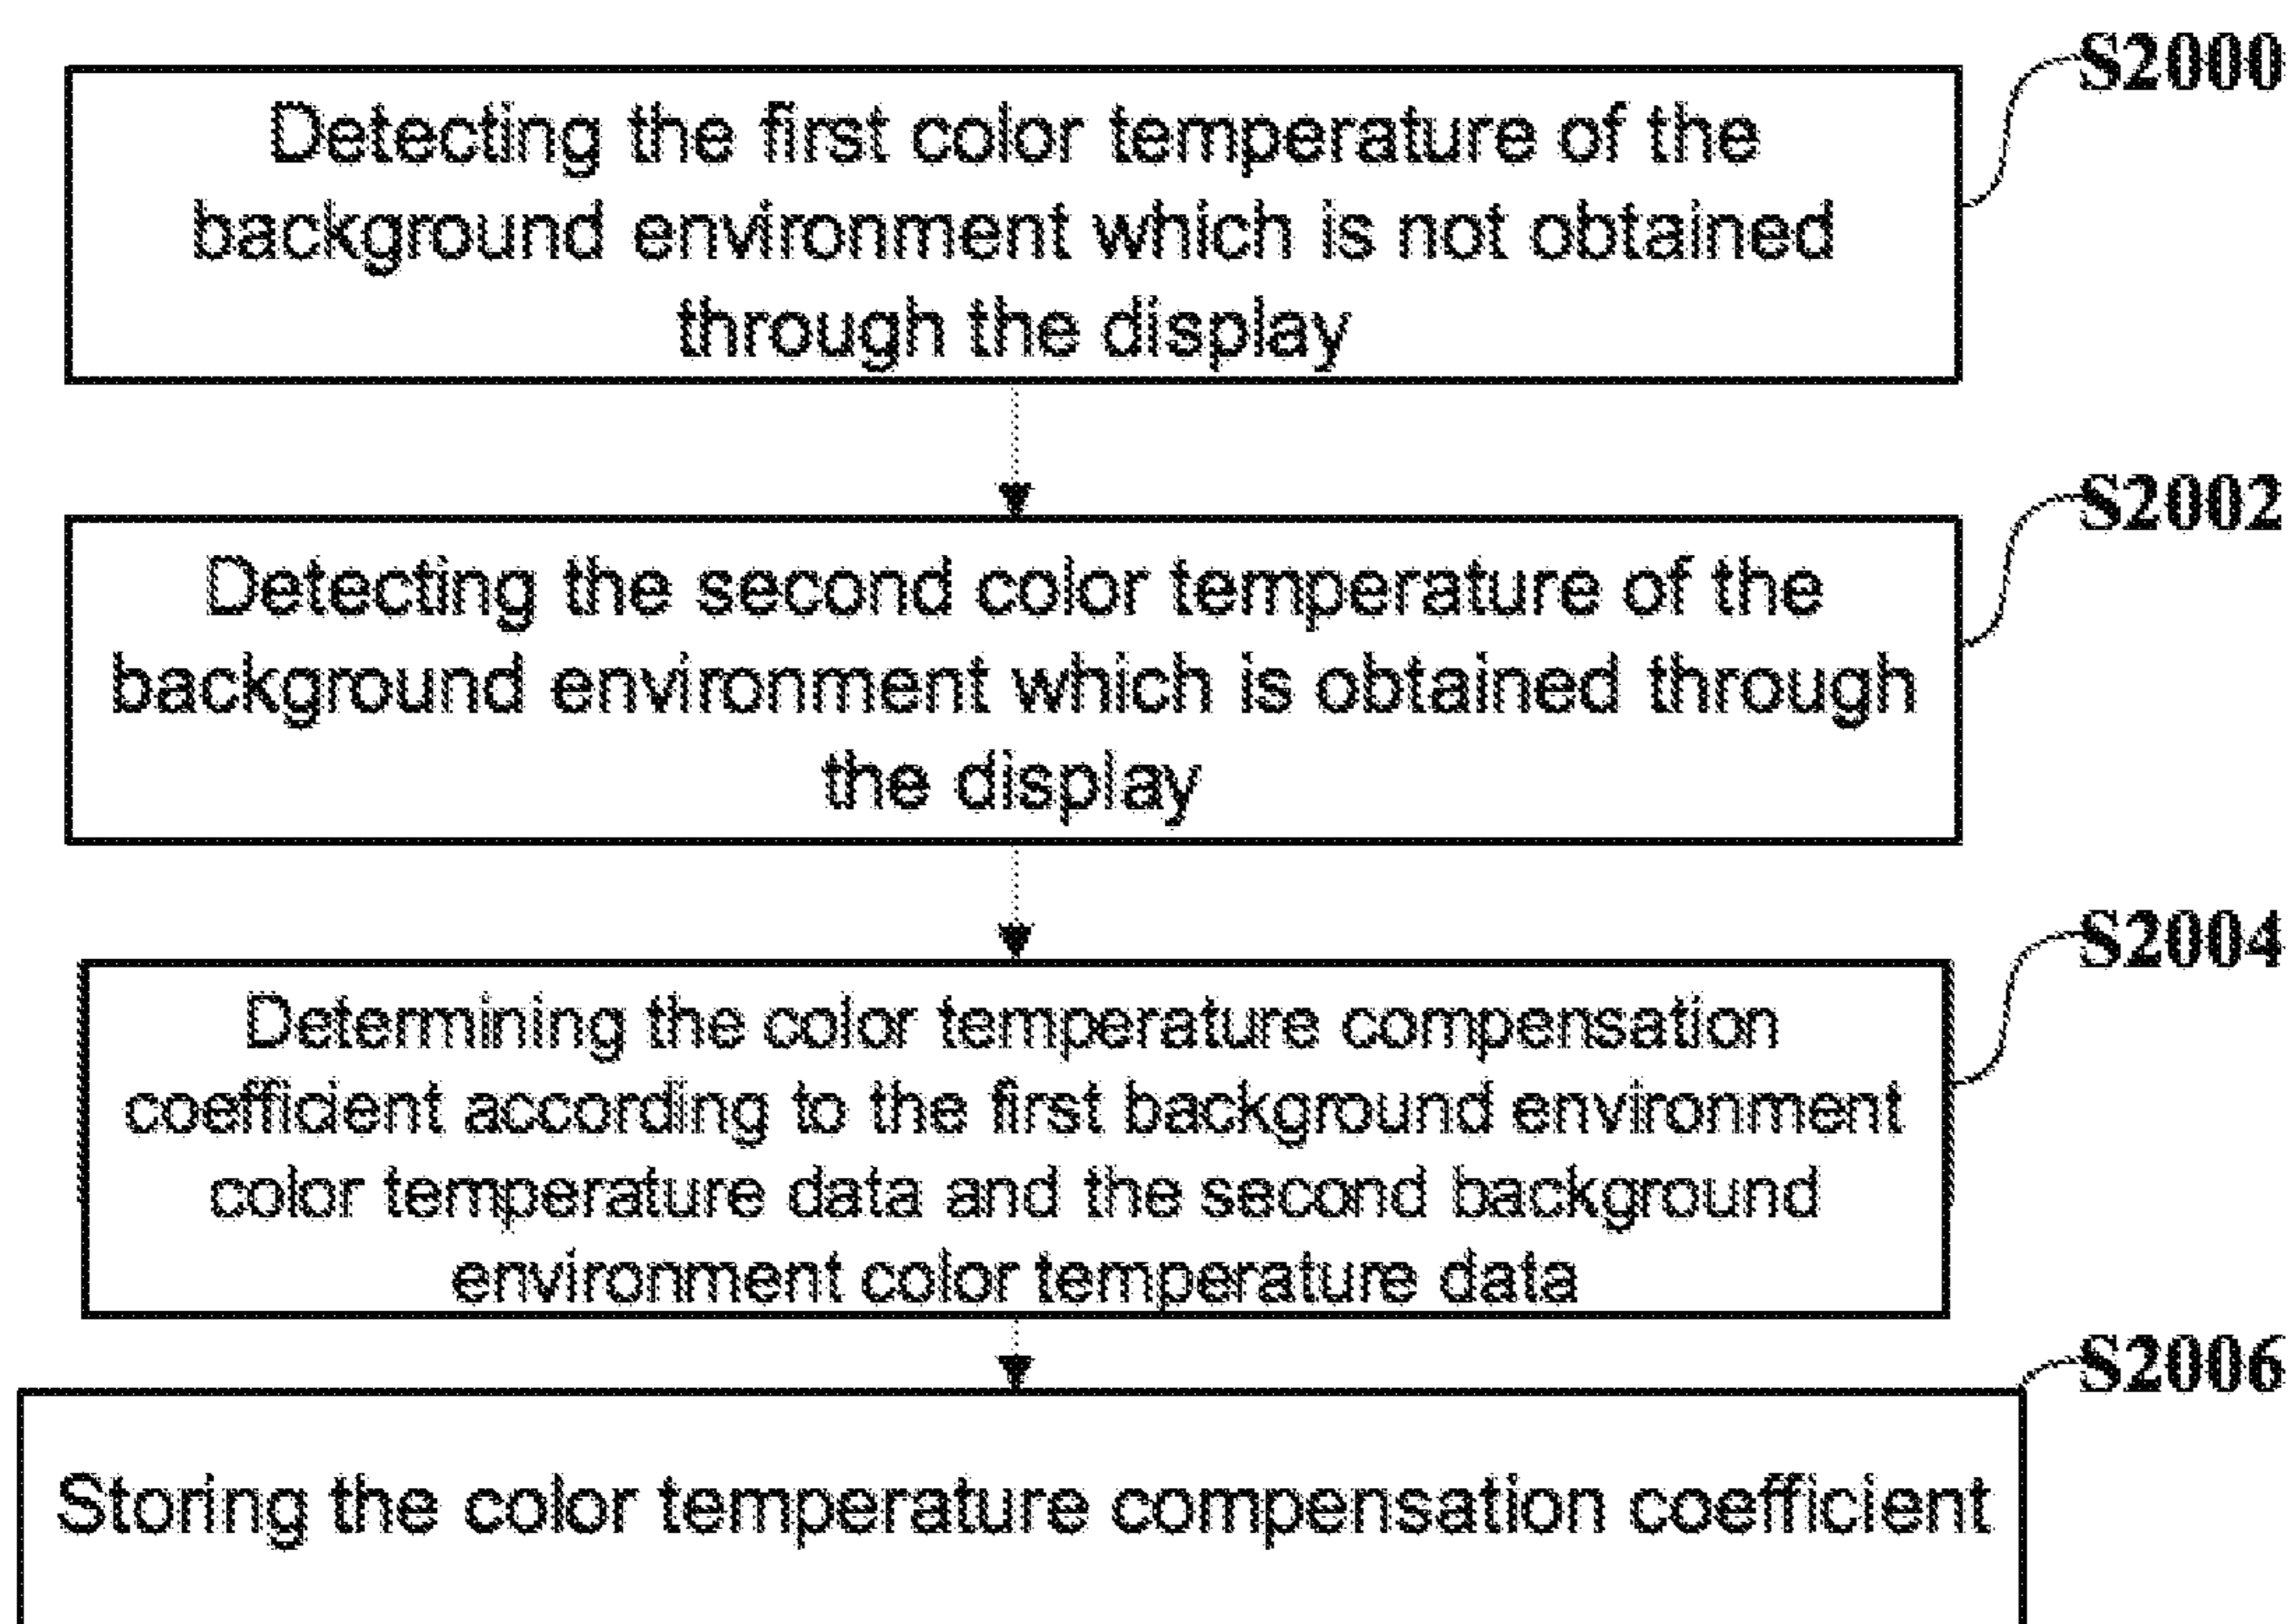 S2000
Detecting the first color temperature of the
background environment which is not obtained
through the display
S2002
Detecting the second color temperature of the
background environment which is obtained through
the display
S2004
Determining the color temperature compensation
coefficient according to the first background environment
color temperature data and the second background
environment color temperature data
S2006
Storing the color temperature compensation coefficient